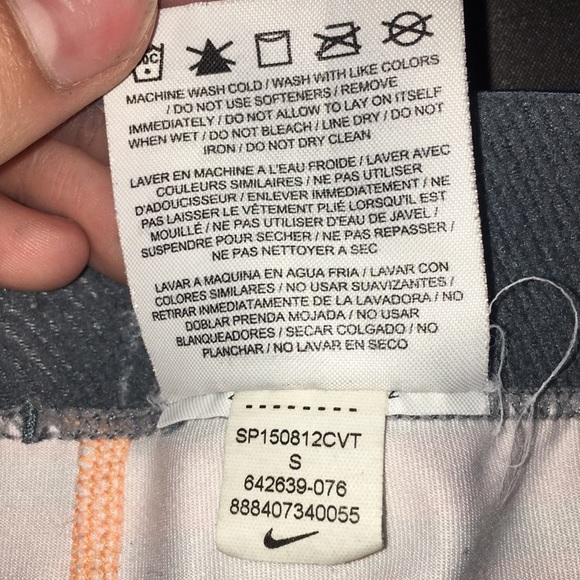 MACHINE WASH COLD / WASH WITH LIKE COLORS
/ DO NOT USE SOFTENERS / REMOVE
IMMEDIATELY / DO NOT ALLOW TO LAY ON ITSELF
WHEN WET / DO NOT BLEACH / LINE DRY / DO NOT
IRON / DO NOT DRY CLEAN
LAVER EN MACHINE A L'EAU FROIDE / LAVER AVEC
COULEURS SIMILAIRES / NE PAS UTILISER
D'ADOUCISSEUR / ENLEVER IMMEDIATEMENT / NE
PAS LAISSER LE VÊTEMENT PLIÉ LORSQU'IL EST
MOUILLÉ / NE PAS UTILISER D'EAU DE JAVEL /
SUSPENDRE POUR SECHER / NE PAS REPASSER /
NE PAS NETTOYER A SEC
LAVAR A MAQUINA EN AGUA FRIA / LAVAR CON
COLORES SIMILARES / NO USAR SUAVIZANTES /
RETIRAR INMEDIATAMENTE DE LA LAVADORA / NO
DOBLAR PRENDA MOJADA / NO USAR
BLANQUEADORES / SECAR COLGADO / NO
PLANCHAR / NO LAVAR EN SECO
SP150812CVT
S
642639-076
888407340055